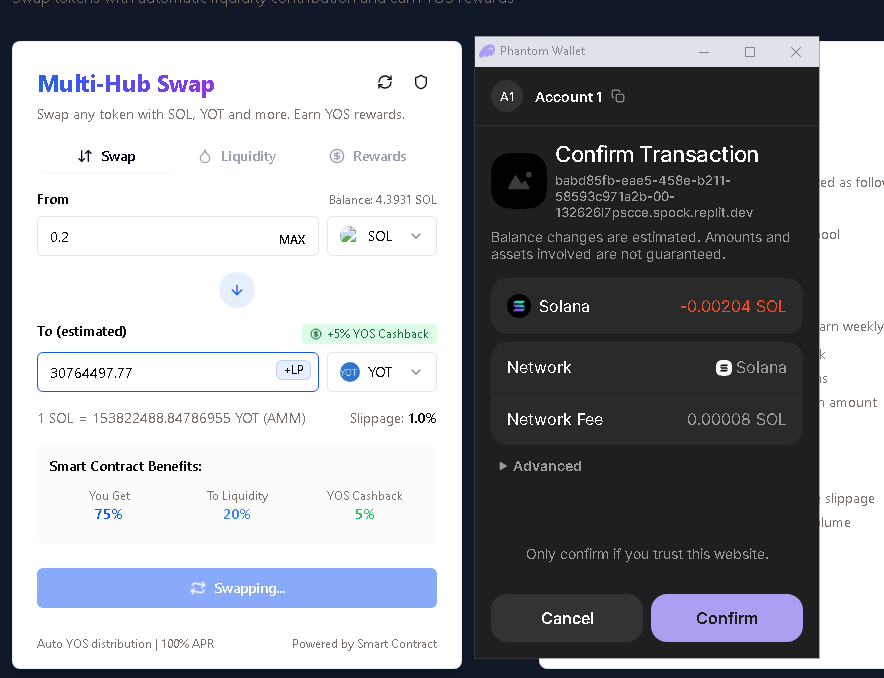 Swap tokens with automatic liquidity contribution and earn YOS rewards
Multi-Hub Swap
Swap any token with SOL, YOT and more. Earn YOS rewards.
Swap
Liquidity
Rewards
From
Balance: 4.3931 SOL
0.2
MAX
SOL
To (estimated)
+5% YOS Cashback
30764497.77
+LP
YOT
YOT
1 SOL = 153822488.84786955 YOT (AMM)
Slippage: 1.0%
Smart Contract Benefits:
You Get
To Liquidity
YOS Cashback
75%
20%
5%
Swapping...
Auto YOS distribution | 100% APR
Powered by Smart Contract
Phantom Wallet
A1
Account 1
Confirm Transaction
babd85fb-eae5-458e-b211-
58593c971a2b-00-
132626l7pscce.spock.replit.dev
Balance changes are estimated. Amounts and
assets involved are not guaranteed.
Solana
-0.00204 SOL
Network
Solana
Network Fee
0.00008 SOL
Advanced
Only confirm if you trust this website.
Cancel
Confirm
ed as follow
ool
arn weekly
k
s
n amount
slippage
lume